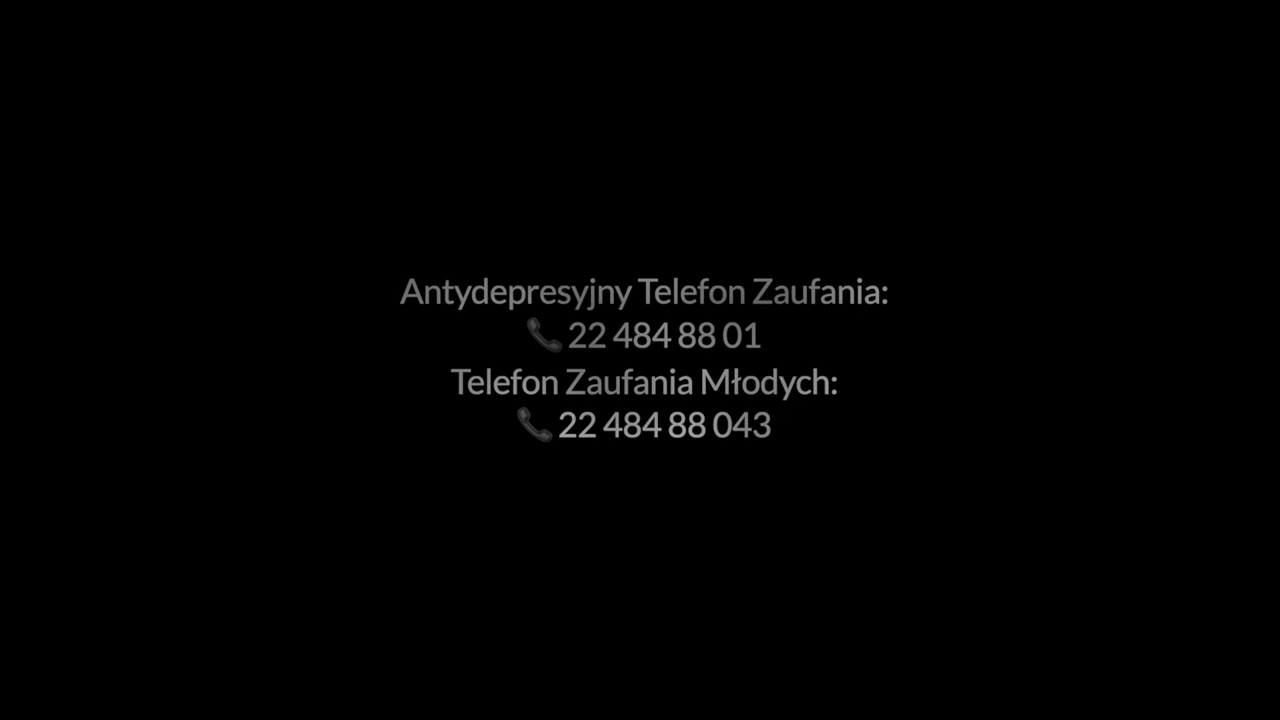 Antydepresyjny Telefon Zaufania:
📞 22 484 88 01
Telefon Zaufania Młodych:
📞 22 484 88 043